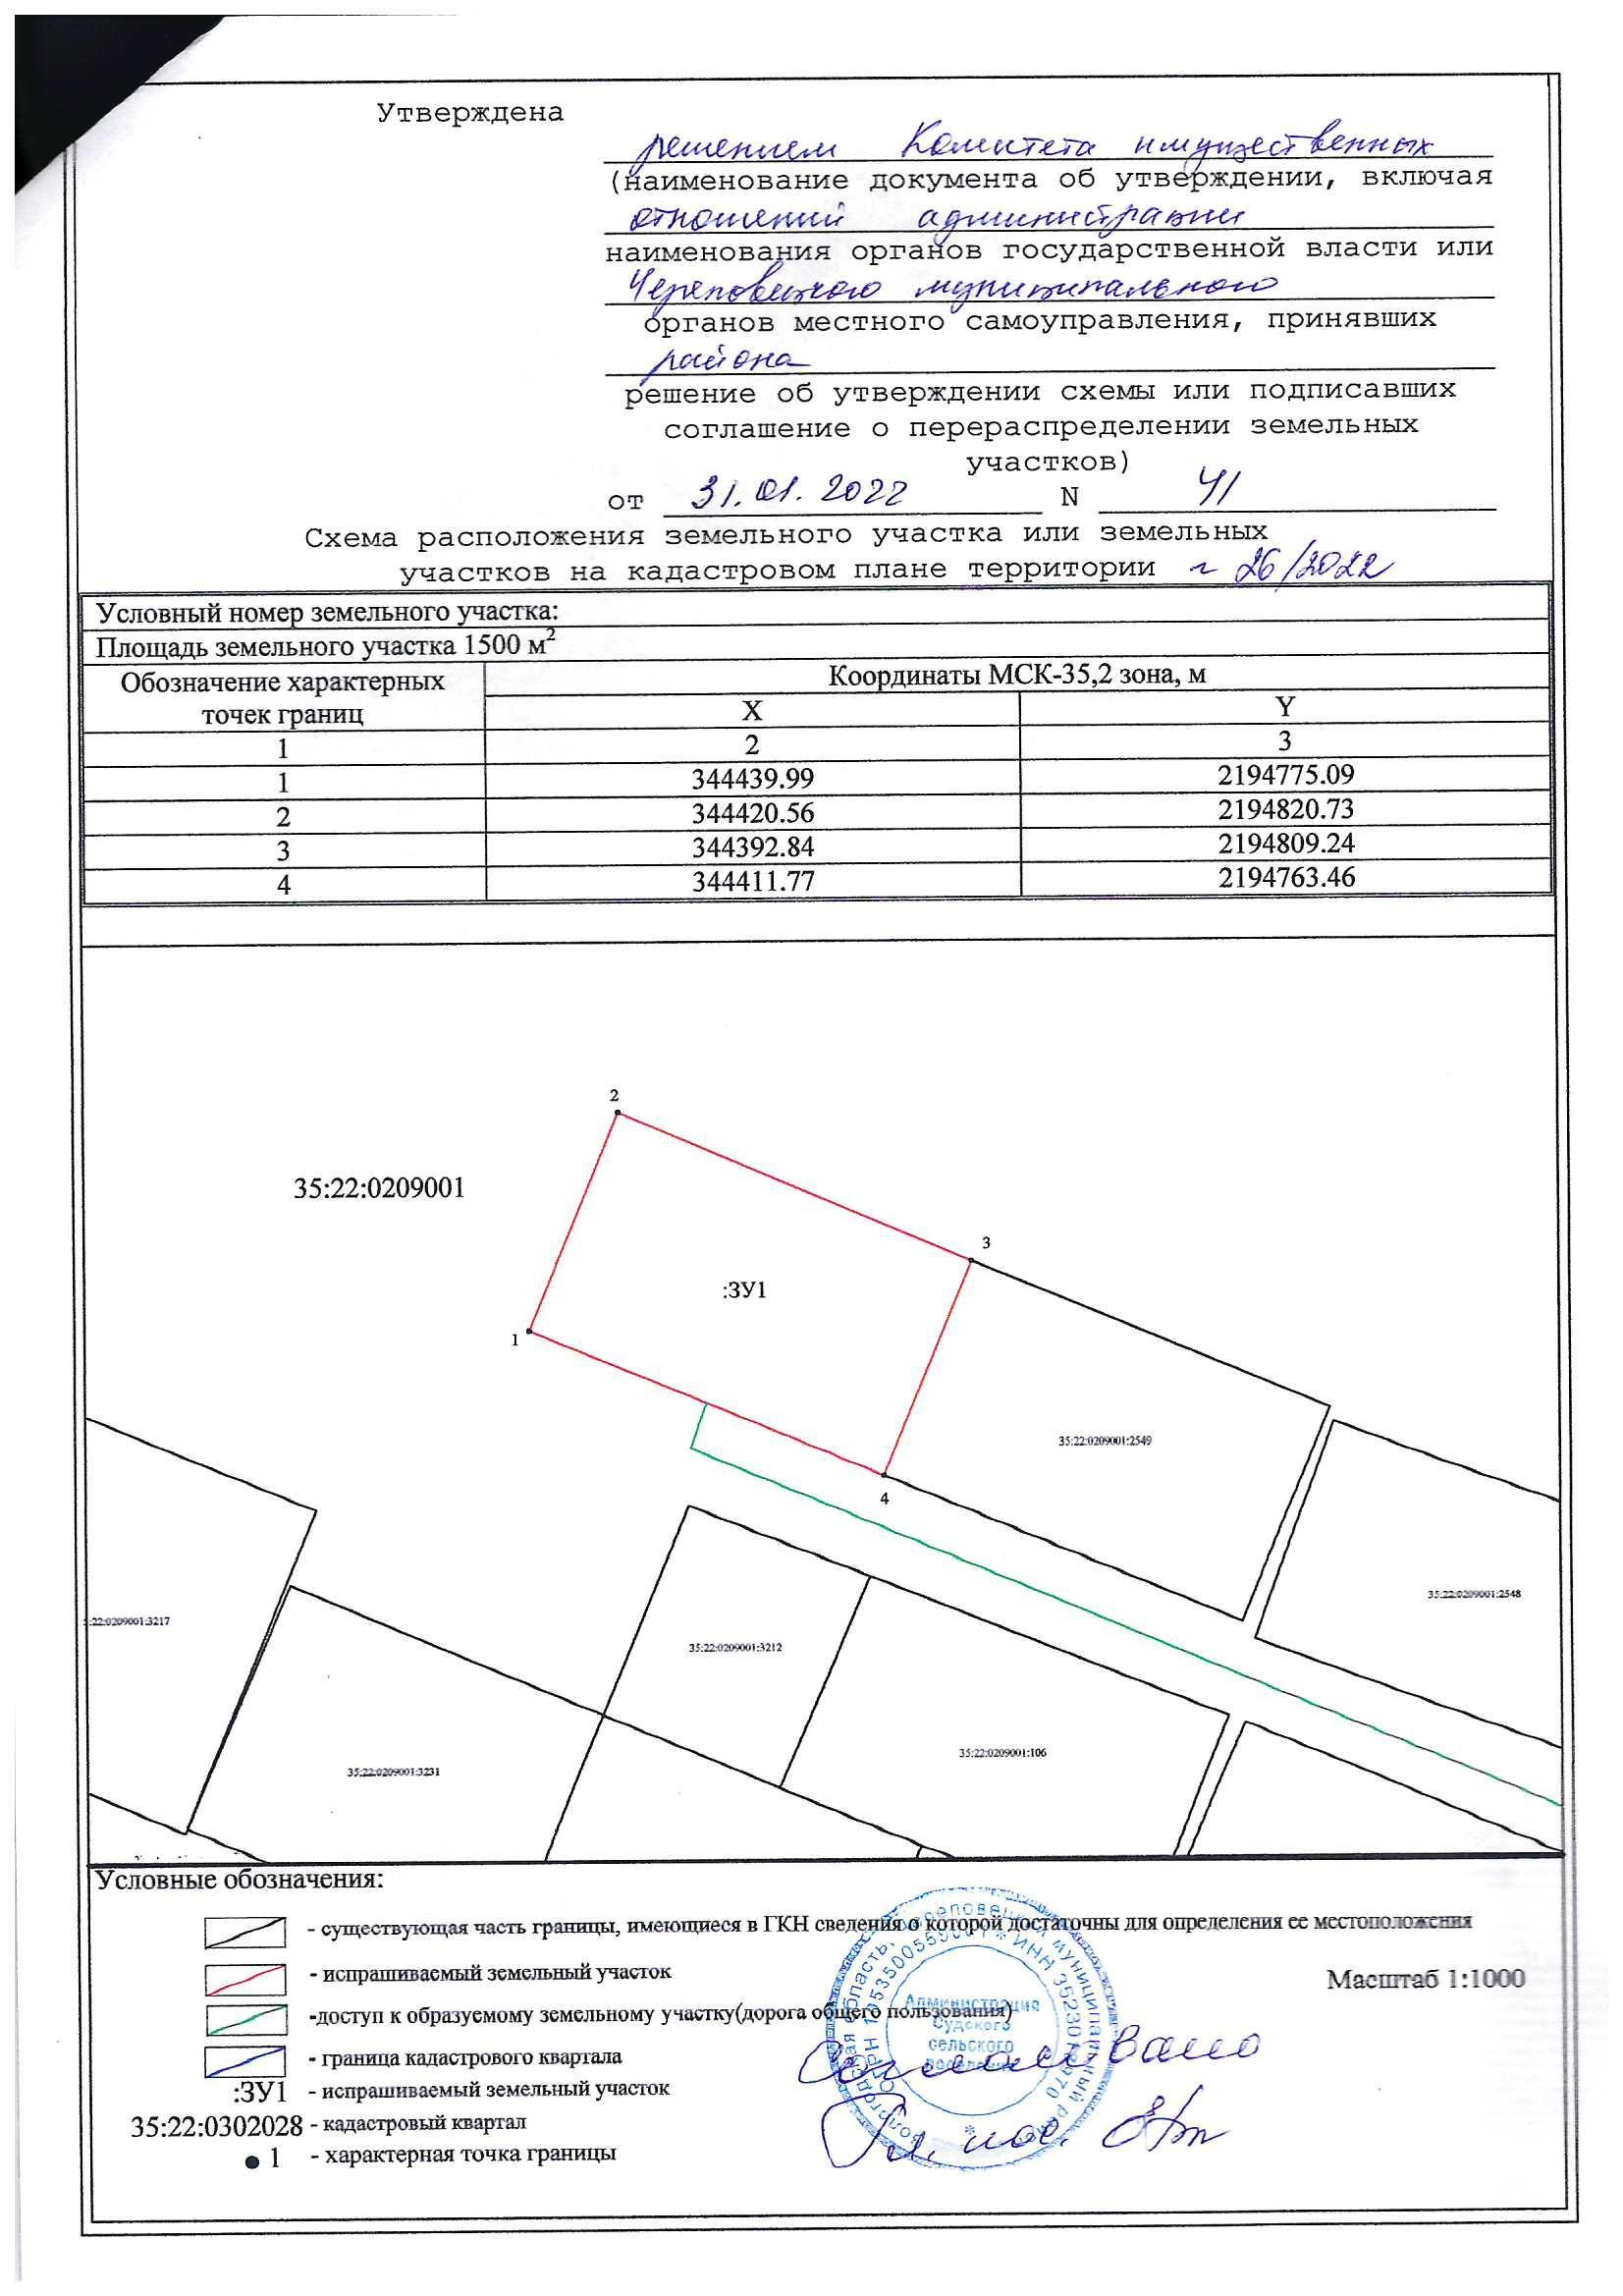 Утверждена
решением Комитета имущественных
(наименование документа об утверждении, включая
отношений администрации
наименования органов государственной власти или
Череповецкого муниципального
органов местного самоуправления, принявших
района
решение об утверждении схемы или подписавших
соглашение о перераспределении земельных
участков)
от 31.01.2022 N 41
Схема расположения земельного участка или земельных
участков на кадастровом плане территории 26/2022
Условный номер земельного участка:
Площадь земельного участка 1500 м²
Обозначение характерных точек границ
Координаты МСК-35,2 зона, м
X Y
1 2 3
1 344439.99 2194775.09
2 344420.56 2194820.73
3 344392.84 2194809.24
4 344411.77 2194763.46
2
35:22:0209001
3
:ЗУ1
1
35:22:0209001:2549
4
35:22:0209001:2548
:22:0209001:3217
35:22:0209001:3212
35:22:0209001:106
35:22:0209001:3231
Условные обозначения:
- существующая часть границы, имеющиеся в ГКН сведения о которой достаточны для определения ее местоположения
- испрашиваемый земельный участок
Масштаб 1:1000
-доступ к образуемому земельному участку(дорога общего пользования)
- граница кадастрового квартала
:ЗУ1 - испрашиваемый земельный участок
35:22:0302028 - кадастровый квартал
1 - характерная точка границы
Администрация
Судского
сельского
поселения
Согласовано